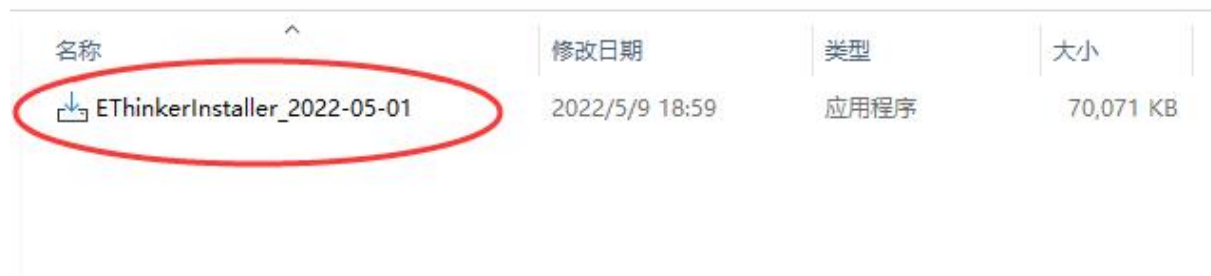 名称 修改日期 类型 大小
EThinkerInstaller_2022-05-01 2022/5/9 18:59 应用程序 70,071 KB